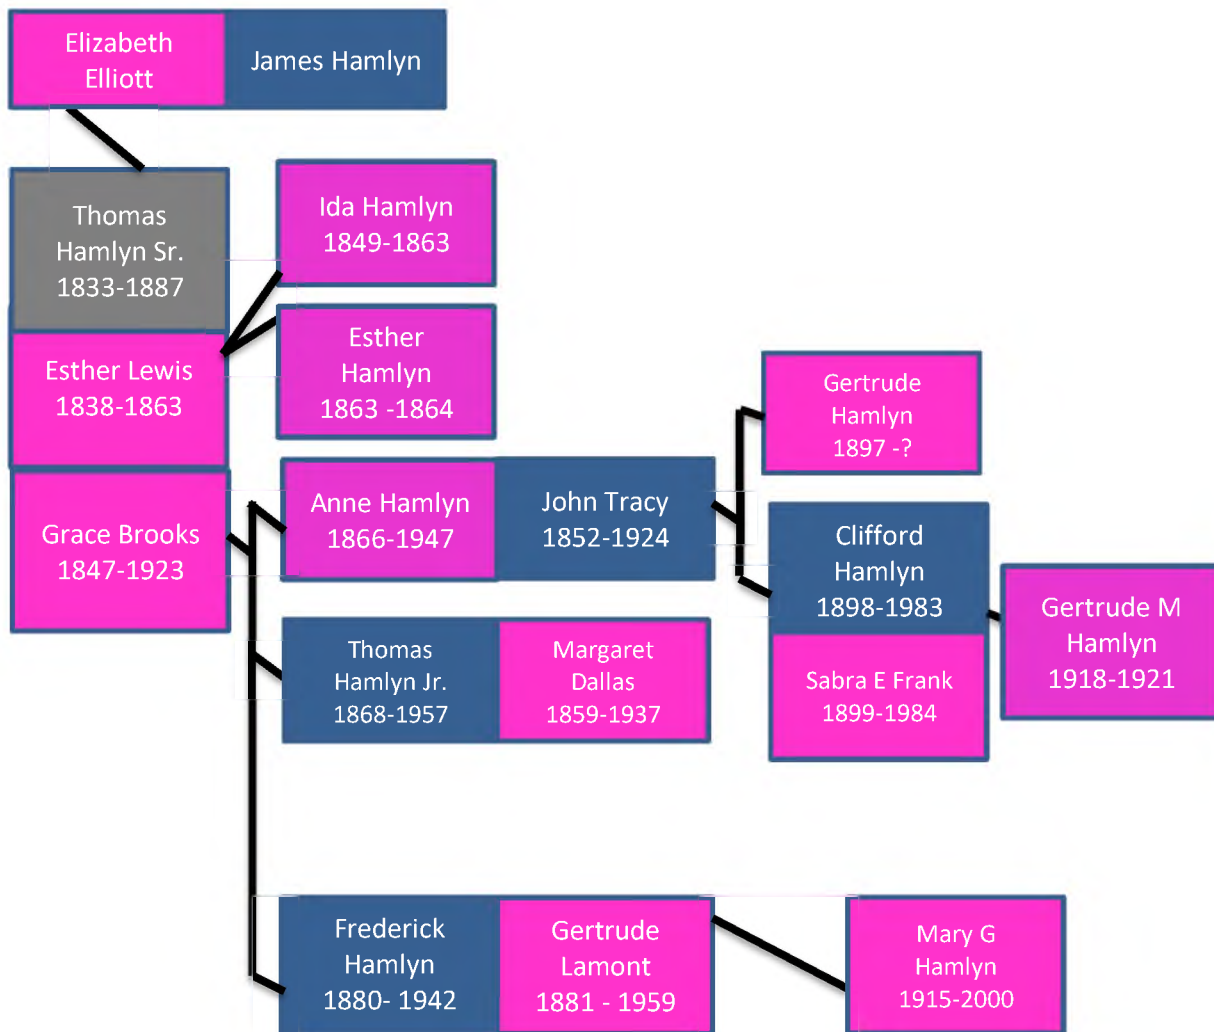 Elizabeth
Elliott
James Hamlyn
Thomas
Hamlyn Sr.
1833-1887
Ida Hamlyn
1849-1863
Esther Lewis
1838-1863
Esther
Hamlyn
1863 -1864
Gertrude
Hamlyn
1897 -?
Grace Brooks
1847-1923
Anne Hamlyn
1866-1947
John Tracy
1852-1924
Clifford
Hamlyn
1898-1983
Gertrude M
Hamlyn
1918-1921
Thomas
Hamlyn Jr.
1868-1957
Margaret
Dallas
1859-1937
Sabra E Frank
1899-1984
Frederick
Hamlyn
1880- 1942
Gertrude
Lamont
1881 - 1959
Mary G
Hamlyn
1915-2000